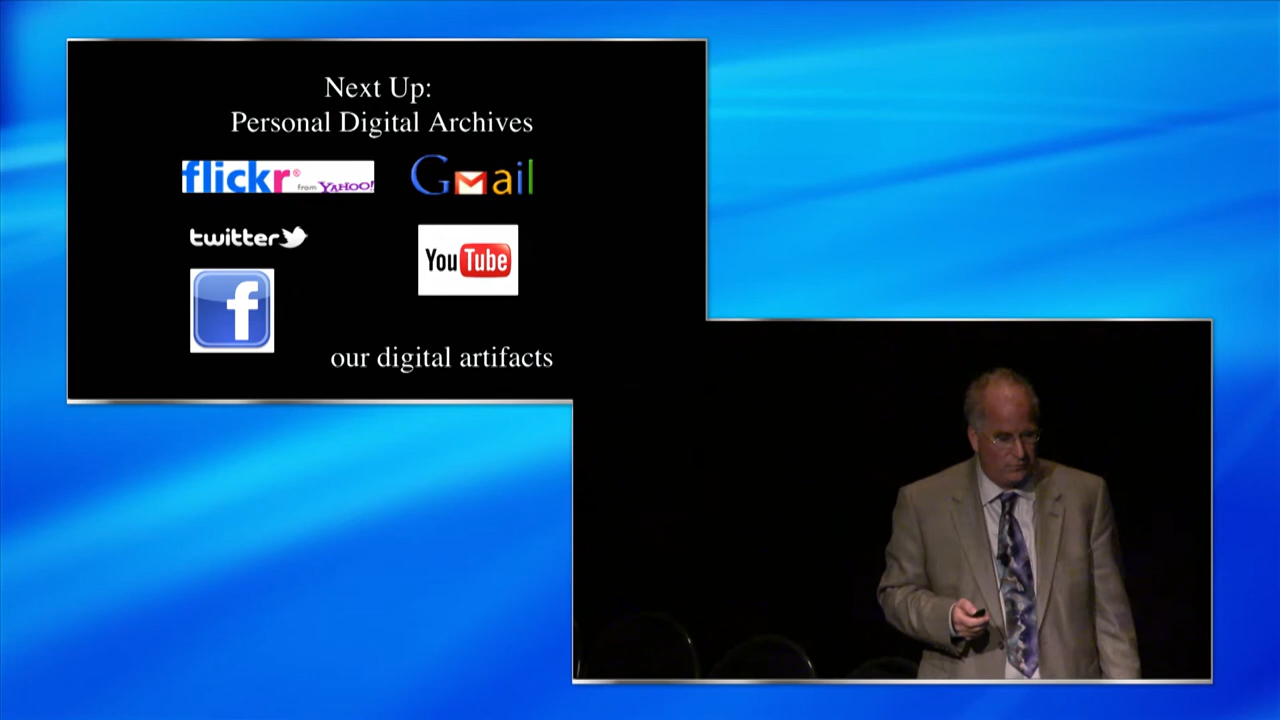 Next Up:
Personal Digital Archives
flickr® from YAHOO!
Gmail
twitter
YouTube
f
our digital artifacts